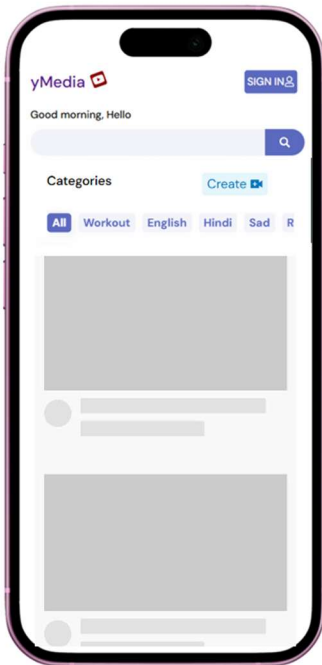 yMedia
SIGN IN
Good morning, Hello
Categories
Create
All Workout English Hindi Sad R